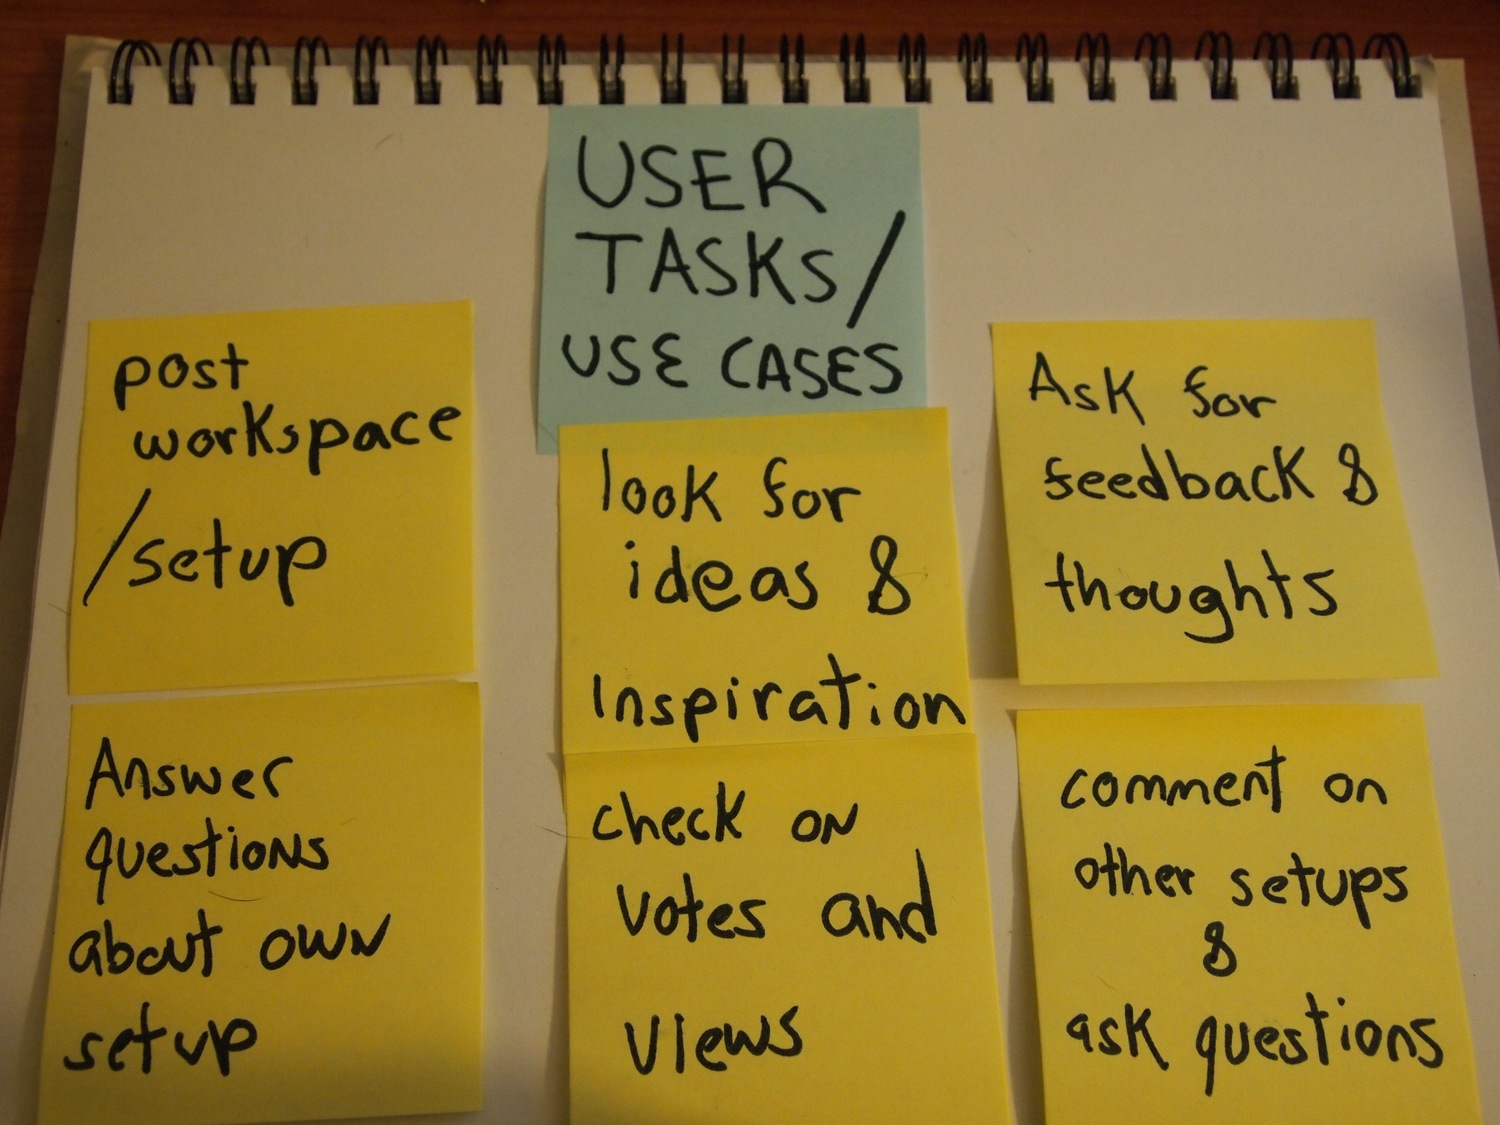 USER
TASKS/
USE CASES
post
workspace
/setup
look for
ideas &
Inspiration
Ask for
feedback &
thoughts
Answer
questions
about own
setup
check on
votes and
views
comment on
other setups
&
ask questions